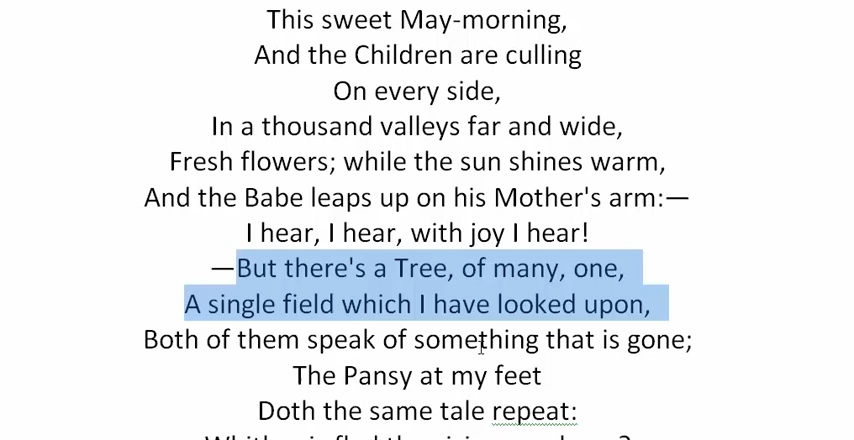 This sweet May-morning,
And the Children are culling
On every side,
In a thousand valleys far and wide,
Fresh flowers; while the sun shines warm,
And the Babe leaps up on his Mother's arm:—
I hear, I hear, with joy I hear!
—But there's a Tree, of many, one,
A single field which I have looked upon,
Both of them speak of something that is gone;
The Pansy at my feet
Doth the same tale repeat: